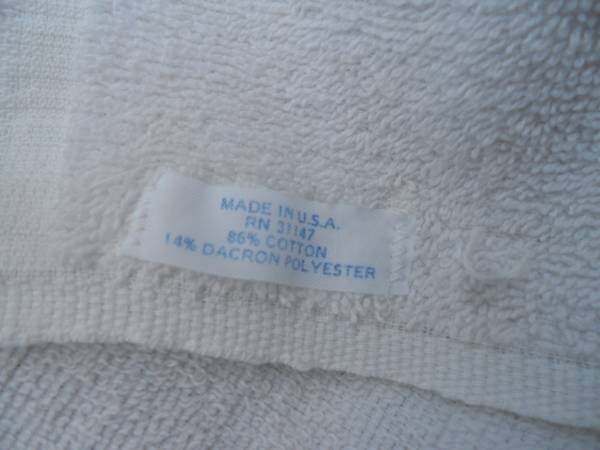 MADE IN U.S.A.
RN 31147
86% COTTON
14% DACRON POLYESTER